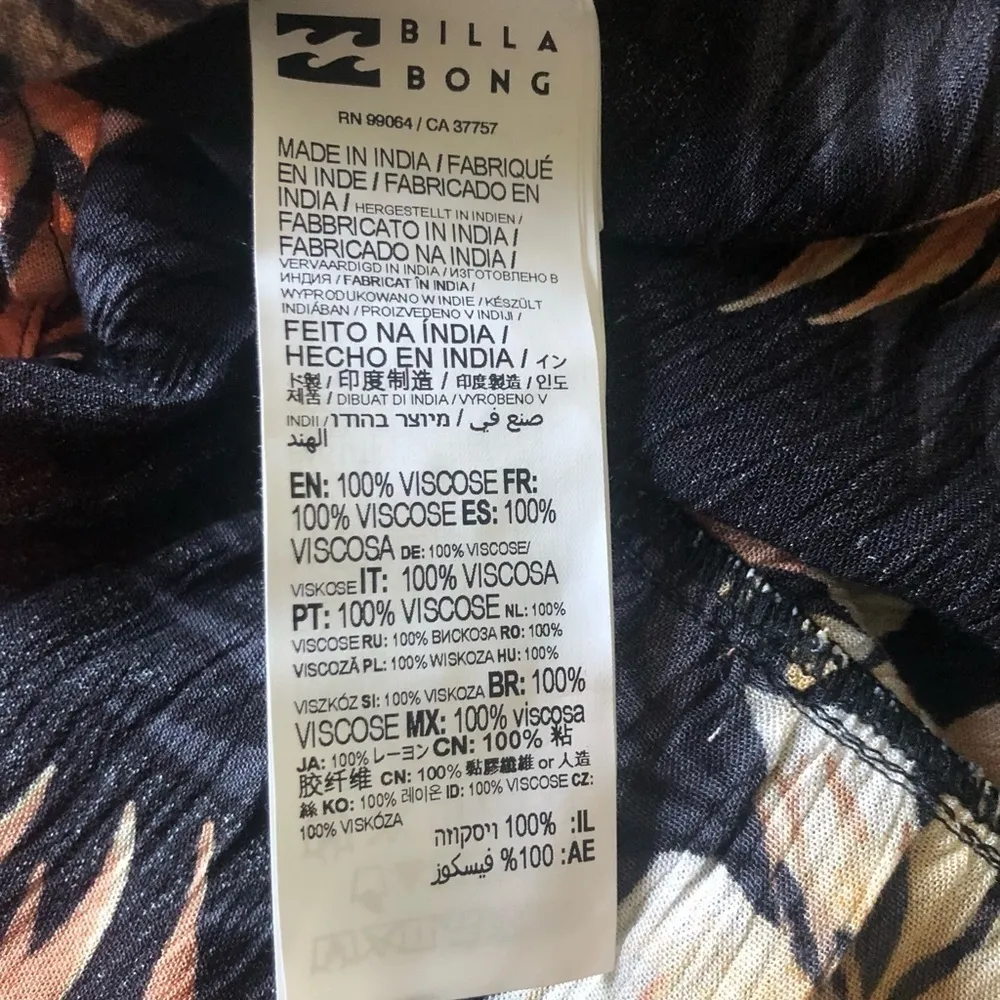 BILLA
BONG
RN 99064 / CA 37757
MADE IN INDIA / FABRIQUÉ
EN INDE / FABRICADO EN
INDIA / HERGESTELLT IN INDIEN /
FABBRICATO IN INDIA /
FABRICADO NA INDIA /
VERVAARDIGD IN INDIA / ИЗГОТОВЛЕНО В
ИНДИЯ / FABRICAT ÎN INDIA /
WYPRODUKOWANO W INDIE / KÉSZÜLT
INDIÁBAN / PROIZVEDENO V INDIJI /
FEITO NA ÍNDIA /
HECHO EN INDIA / イン
ド製 / 印度制造 / 印度製造 / 인도
제품 / DIBUAT DI INDIA / VYROBENO V
INDII / מיוצר בהודו / صنع في
الهند
EN: 100% VISCOSE FR:
100% VISCOSE ES: 100%
VISCOSA DE: 100% VISCOSE/
VISKOSE IT: 100% VISCOSA
PT: 100% VISCOSE NL: 100%
VISCOSE RU: 100% ВИСКОЗА RO: 100%
VISCOZĂ PL: 100% WISKOZA HU: 100%
VISZKÓZ SI: 100% VISKOZA BR: 100%
VISCOSE MX: 100% viscosa
JA: 100% レーヨン CN: 100% 粘
胶纤维 CN: 100% 黏膠纖維 or 人造
絲 KO: 100% 레이온 ID: 100% VISCOSE CZ:
100% VISKÓZA
IL: 100% ויסקוזה
AE: 100% فيسكوز